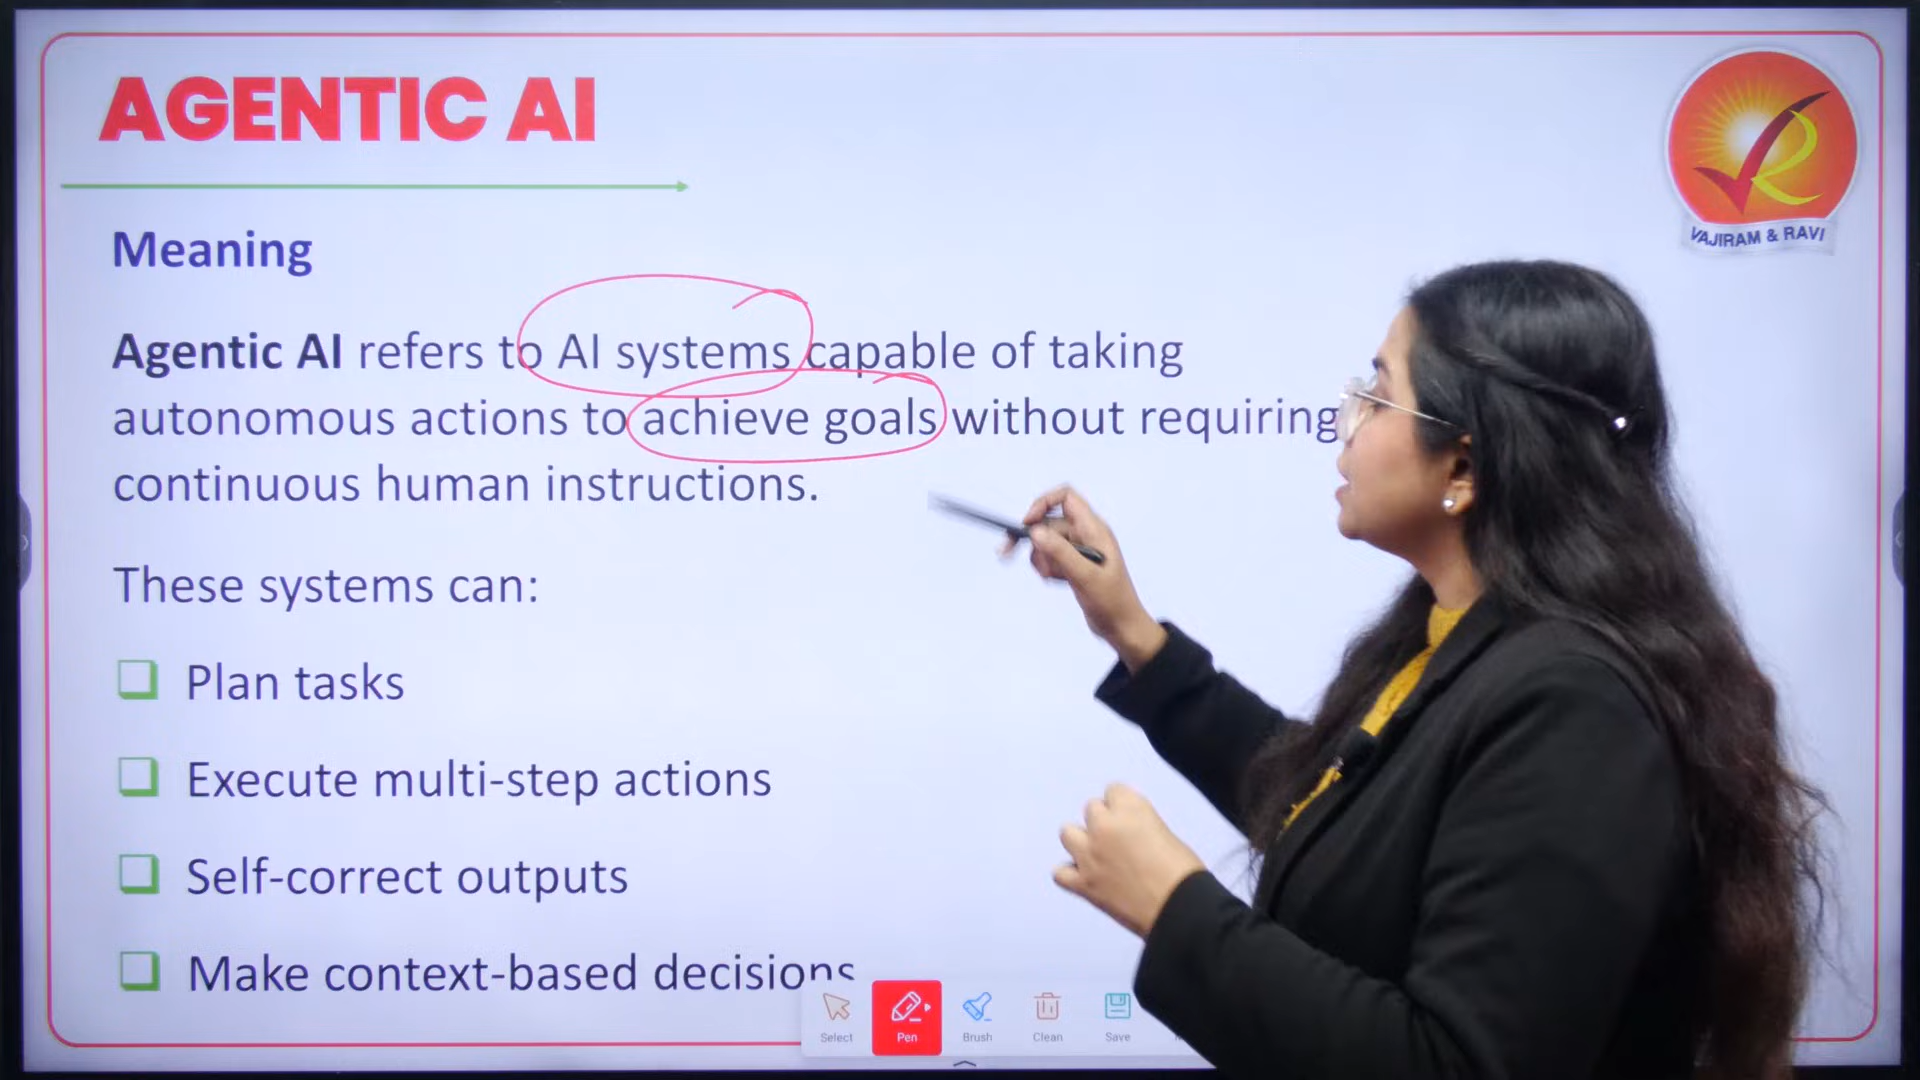 AGENTIC AI
VAJIRAM & RAVI
Meaning
Agentic AI refers to AI systems capable of taking
autonomous actions to achieve goals without requiring
continuous human instructions.
These systems can:
Plan tasks
Execute multi-step actions
Self-correct outputs
Make context-based decisions
Select
Pen
Brush
Clean
Save